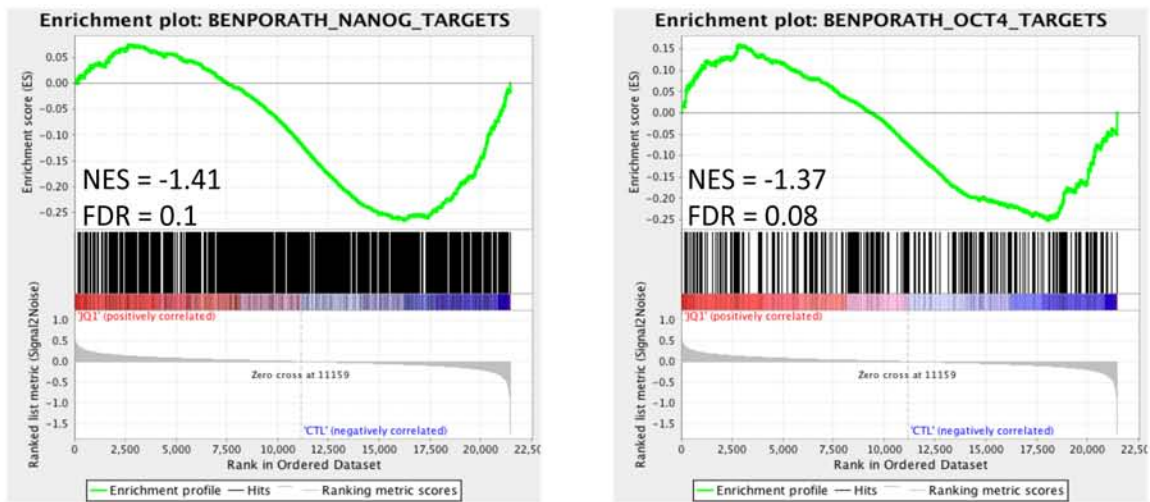 Enrichment plot: BENPORATH_NANOG_TARGETS
Enrichment score (ES)
0.05
0.00
-0.05
-0.10
-0.15
-0.20
-0.25
NES = -1.41
FDR = 0.1
Ranked list metric (Signal2Noise)
'JQ1' (positively correlated)
1.0
0.5
0.0
-0.5
-1.0
-1.5
Zero cross at 11159
'CTL' (negatively correlated)
0 2,500 5,000 7,500 10,000 12,500 15,000 17,500 20,000 22,50
Rank in Ordered Dataset
Enrichment profile Hits Ranking metric scores
Enrichment plot: BENPORATH_OCT4_TARGETS
Enrichment score (ES)
0.15
0.10
0.05
0.00
-0.05
-0.10
-0.15
-0.20
-0.25
NES = -1.37
FDR = 0.08
Ranked list metric (Signal2Noise)
'JQ1' (positively correlated)
1.0
0.5
0.0
-0.5
-1.0
-1.5
Zero cross at 11159
'CTL' (negatively correlated)
0 2,500 5,000 7,500 10,000 12,500 15,000 17,500 20,000 22,50
Rank in Ordered Dataset
Enrichment profile Hits Ranking metric scores